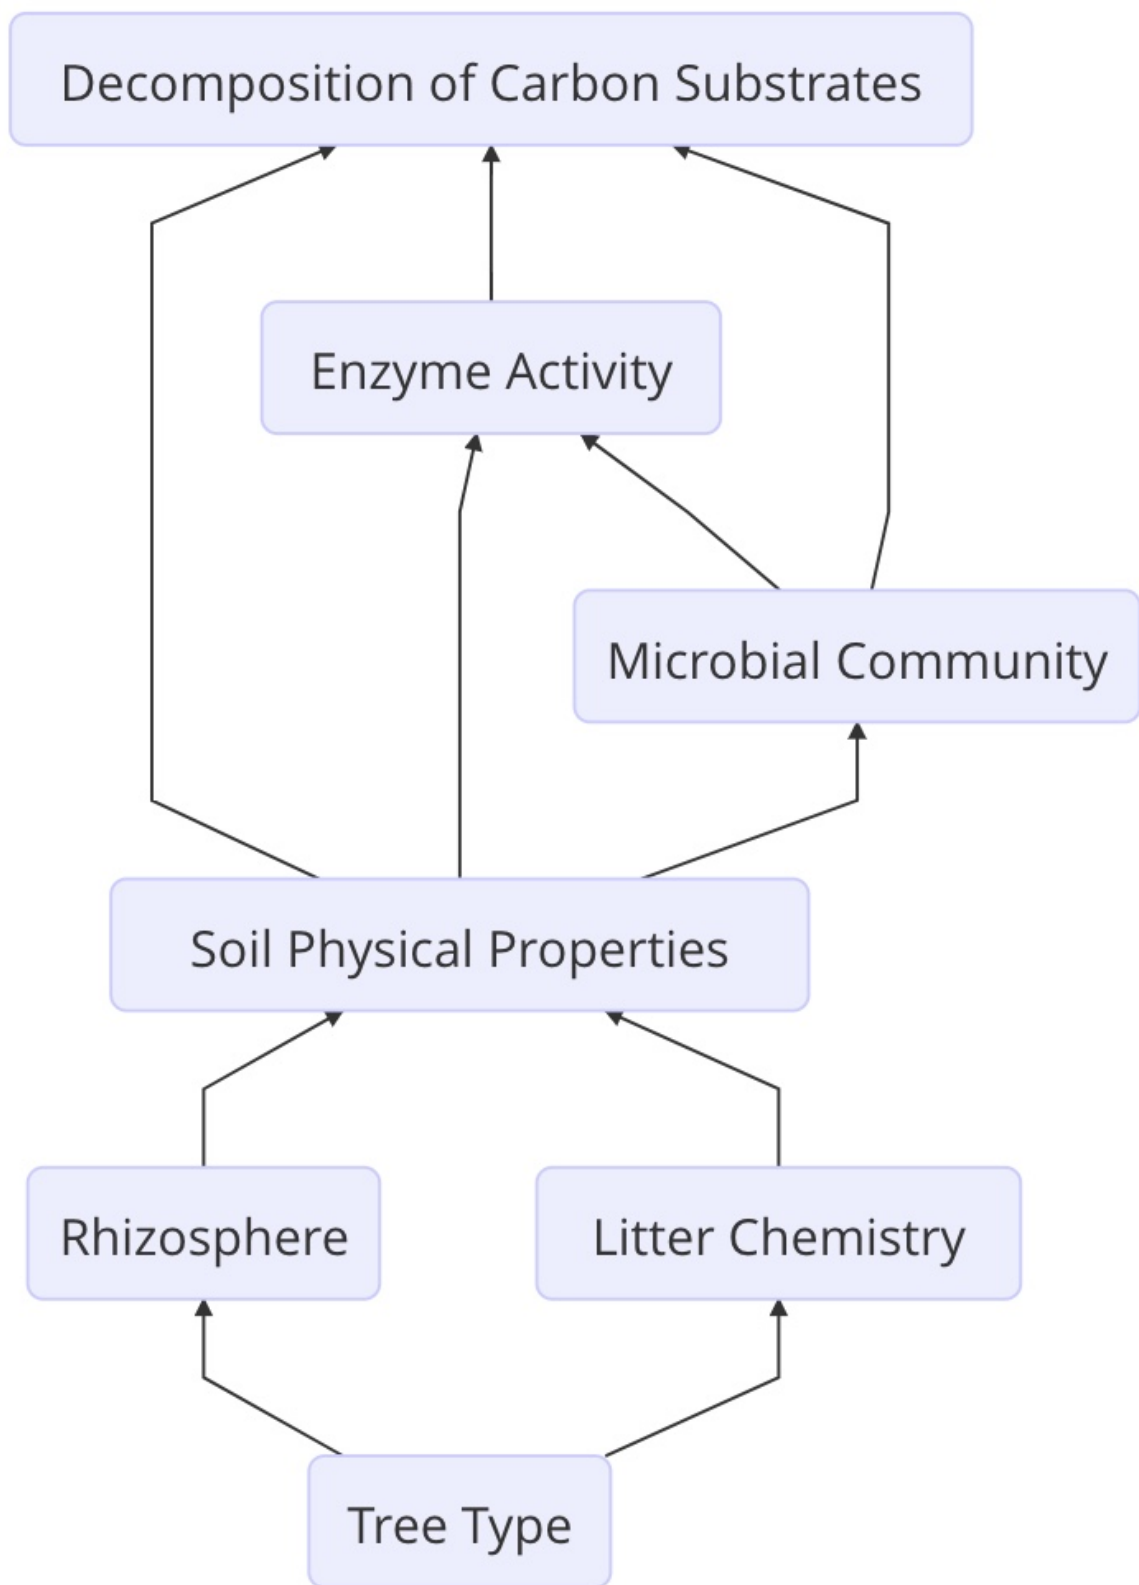 Decomposition of Carbon Substrates
Enzyme Activity
Microbial Community
Soil Physical Properties
Rhizosphere
Litter Chemistry
Tree Type